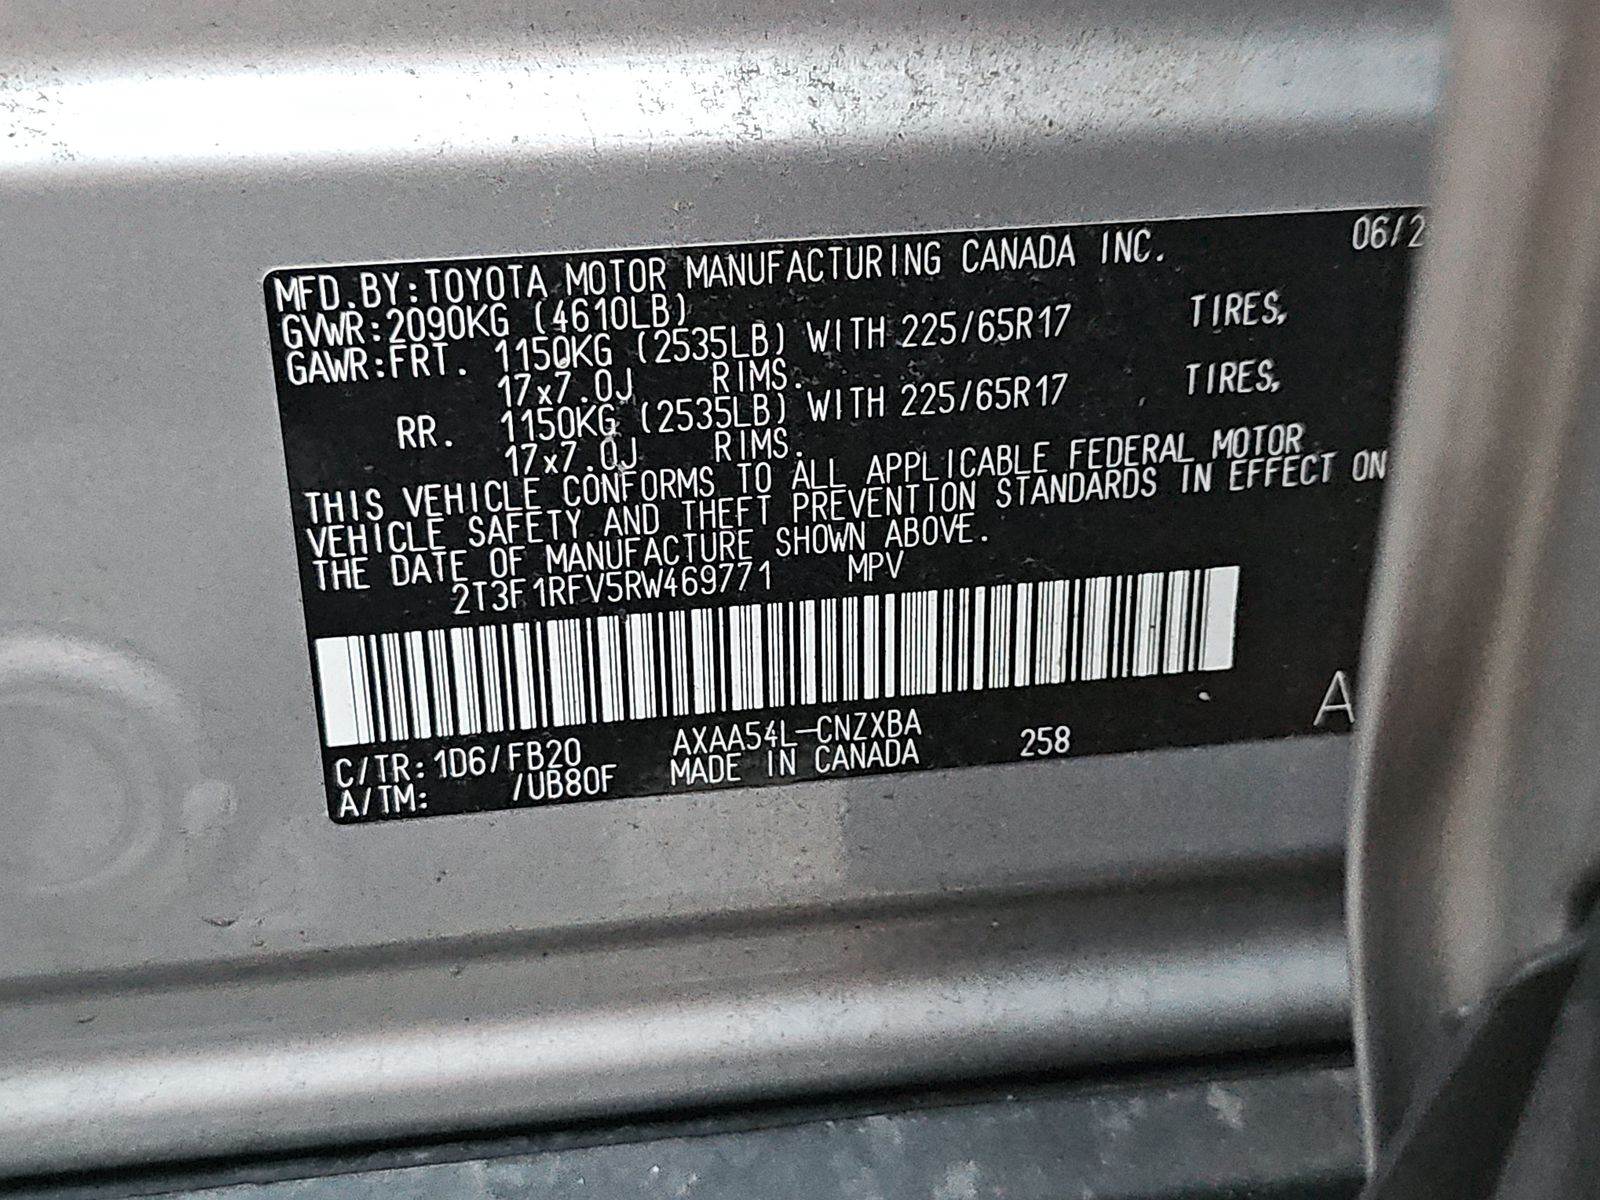 MFD.BY:TOYOTA MOTOR MANUFACTURING CANADA INC. 06/2
GVWR:2090KG (4610LB)
GAWR:FRT. 1150KG (2535LB) WITH 225/65R17 TIRES,
17x7.0J RIMS.
RR. 1150KG (2535LB) WITH 225/65R17 TIRES,
17x7.0J RIMS.
THIS VEHICLE CONFORMS TO ALL APPLICABLE FEDERAL MOTOR
VEHICLE SAFETY AND THEFT PREVENTION STANDARDS IN EFFECT ON
THE DATE OF MANUFACTURE SHOWN ABOVE.
2T3F1RFV5RW469771 MPV
C/TR:1D6/FB20 AXAA54L-CNZXBA 258 A
A/TM: /UB80F MADE IN CANADA